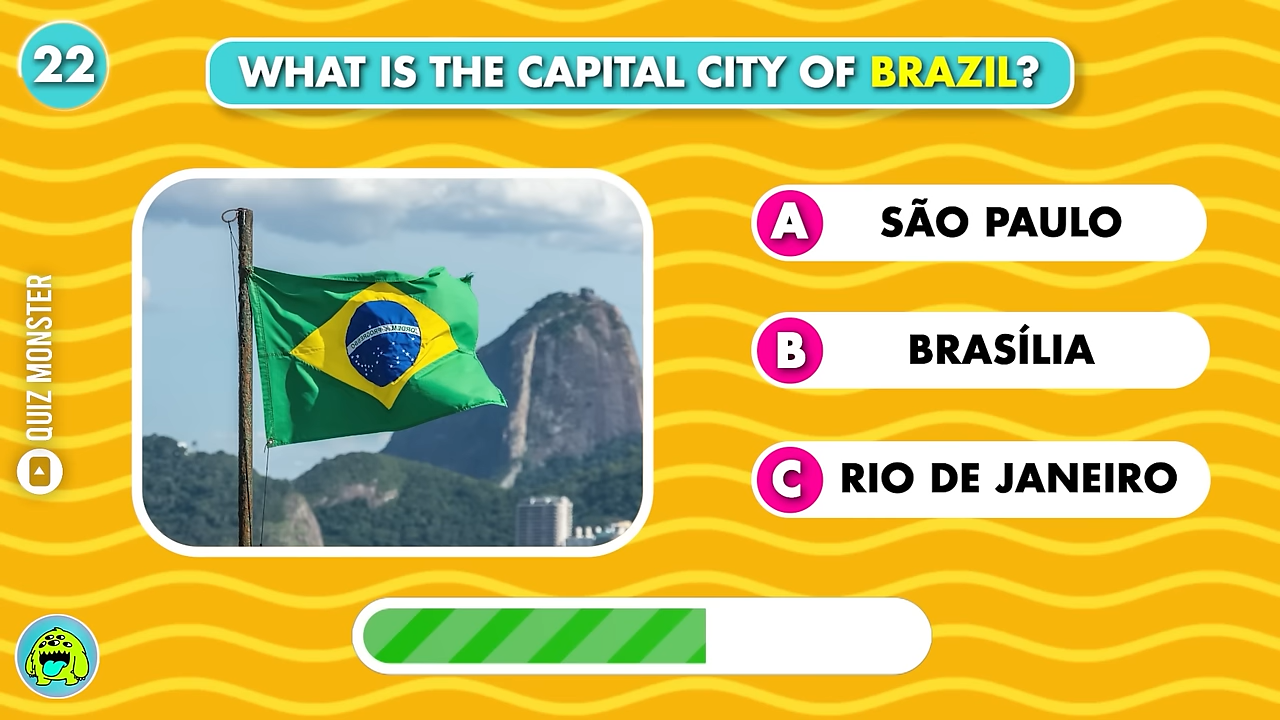 22
WHAT IS THE CAPITAL CITY OF BRAZIL?
A SÃO PAULO
B BRASÍLIA
C RIO DE JANEIRO
QUIZ MONSTER